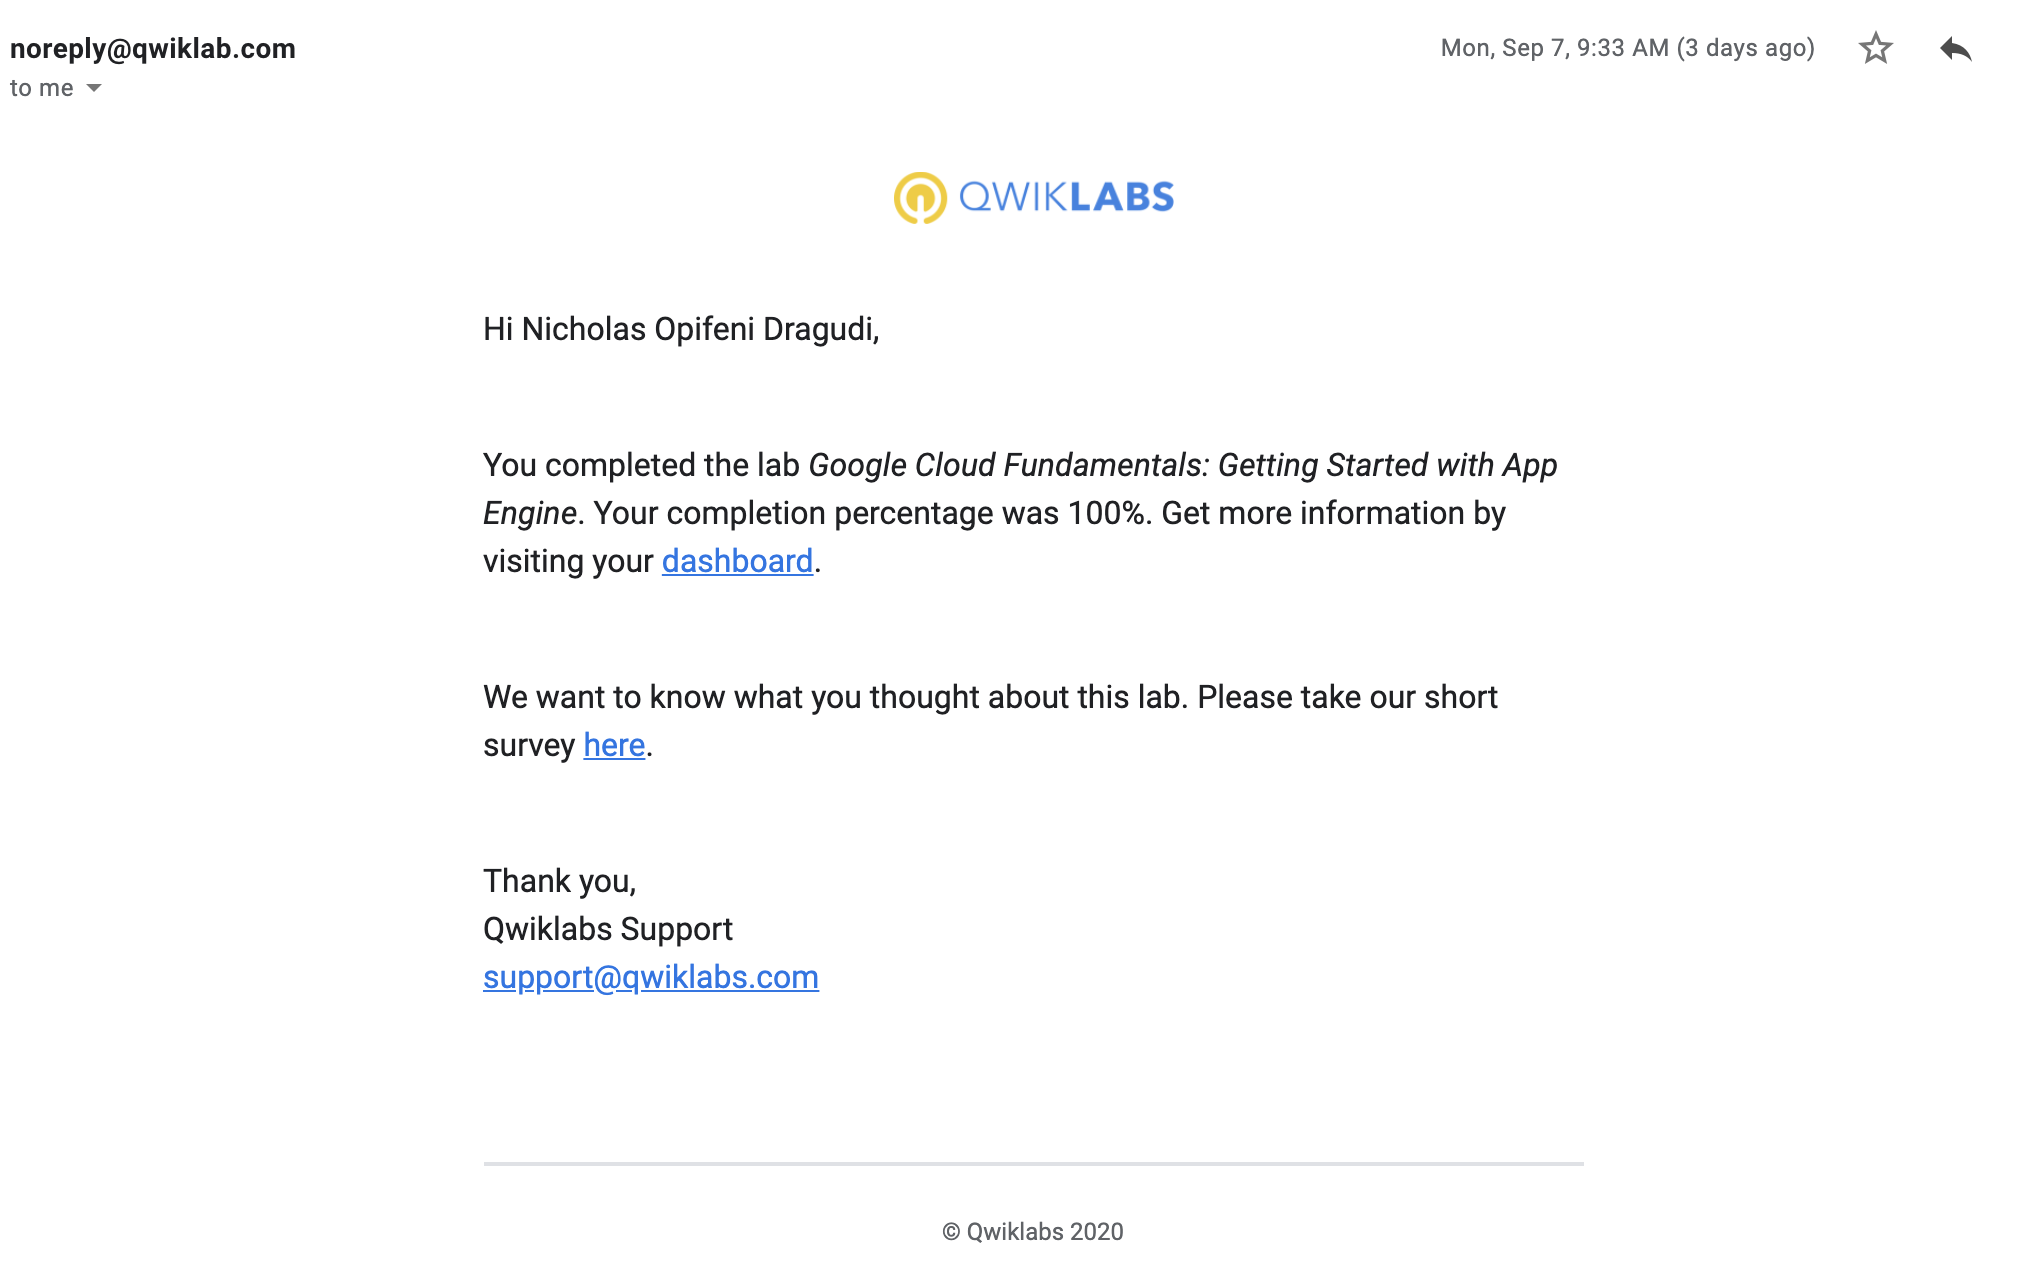 noreply@qwiklab.com
Mon, Sep 7, 9:33 AM (3 days ago)
to me
QWIKLABS
Hi Nicholas Opifeni Dragudi,
You completed the lab Google Cloud Fundamentals: Getting Started with App
Engine. Your completion percentage was 100%. Get more information by
visiting your dashboard.
We want to know what you thought about this lab. Please take our short
survey here.
Thank you,
Qwiklabs Support
support@qwiklabs.com
© Qwiklabs 2020